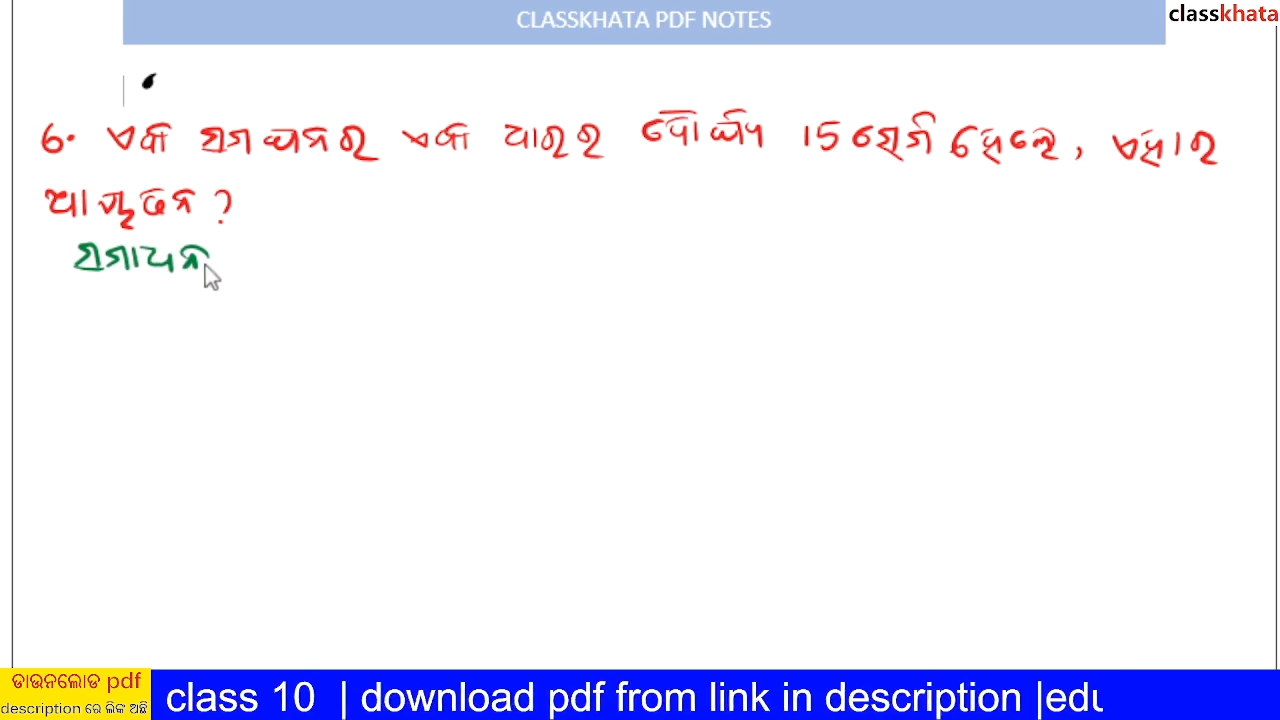 CLASSKHATA PDF NOTES
classkhata
6. ଏକ ସମଘନର ଏକ ଧାରର ଦୈର୍ଘ୍ୟ 15 ସେମି ହେଲେ, ଏହାର
ଆୟତନ ?
ସମାଧାନ
ଡାଉନଲୋଡ pdf
description ରେ ଲିଙ୍କ ଅଛି
class 10 | download pdf from link in description |edu